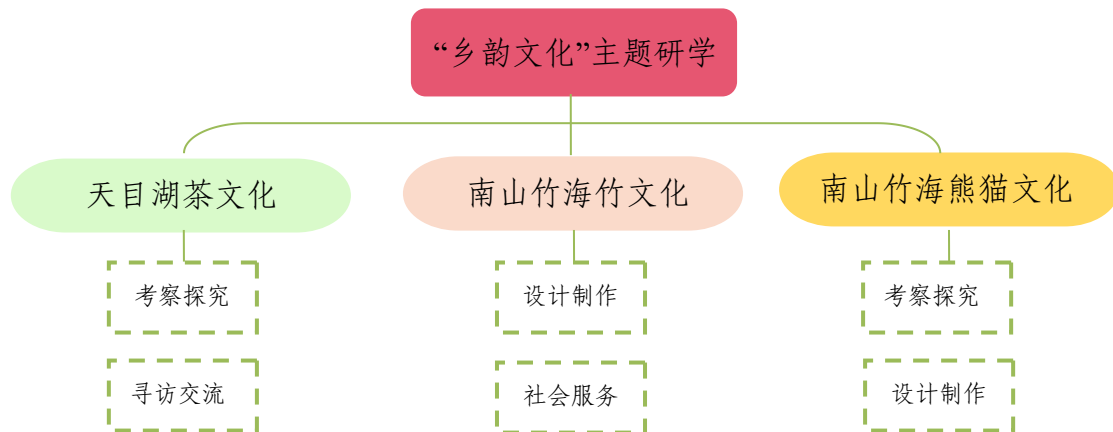 “乡韵文化”主题研学
天目湖茶文化
南山竹海竹文化
南山竹海熊猫文化
考察探究
设计制作
考察探究
寻访交流
社会服务
设计制作